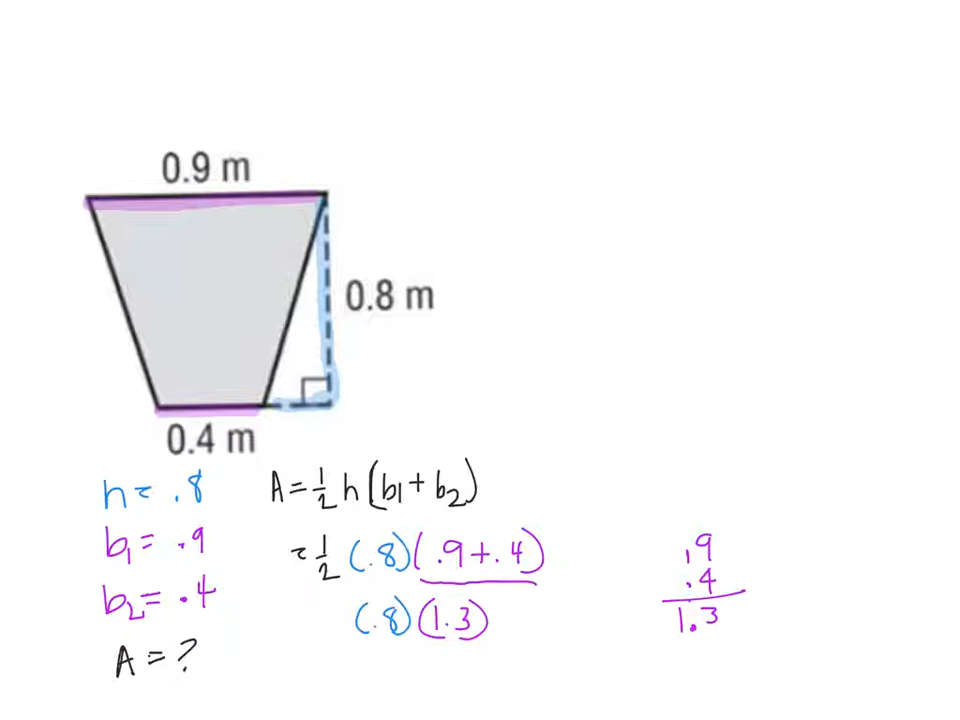 0.9 m
0.8 m
0.4 m
h = .8
b₁ = .9
b₂ = .4
A = ?
A = ½ h (b₁ + b₂)
= ½ (.8)(.9 + .4)
(.8)(1.3)
.9
.4
1.3